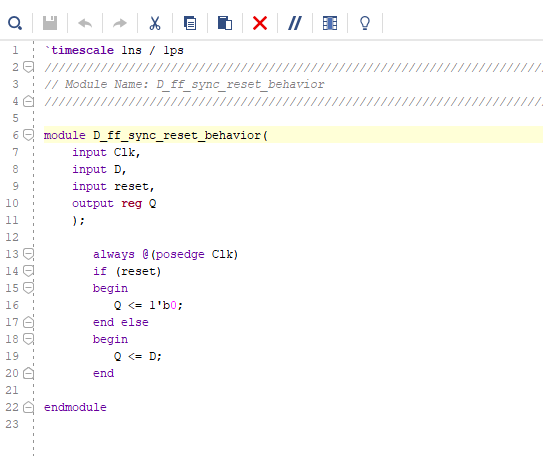 1 `timescale 1ns / 1ps
2 ////////////////////////////////////////////////////////////////////////
3 // Module Name: D_ff_sync_reset_behavior
4 ////////////////////////////////////////////////////////////////////////
5
6 module D_ff_sync_reset_behavior(
7 input Clk,
8 input D,
9 input reset,
10 output reg Q
11 );
12
13 always @(posedge Clk)
14 if (reset)
15 begin
16 Q <= 1'b0;
17 end else
18 begin
19 Q <= D;
20 end
21
22 endmodule
23